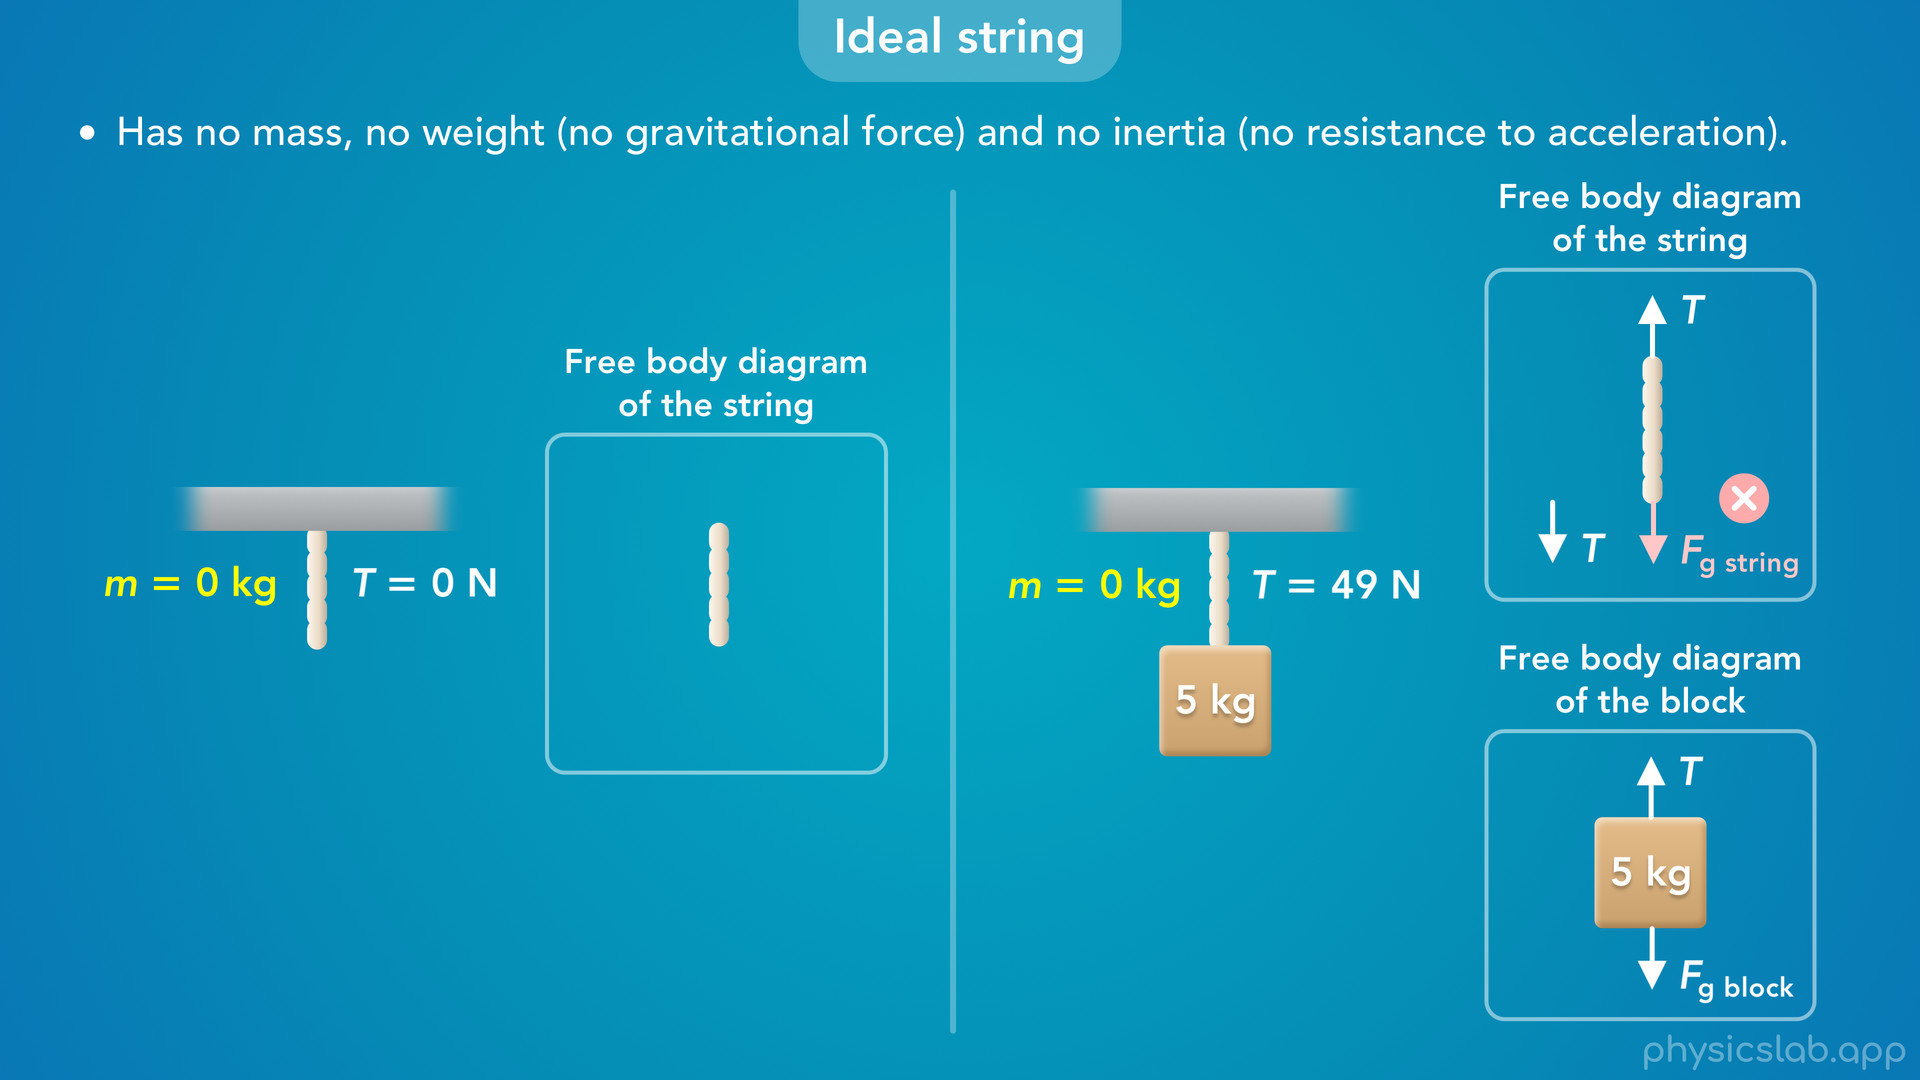 Ideal string
• Has no mass, no weight (no gravitational force) and no inertia (no resistance to acceleration).
Free body diagram
of the string
m = 0 kg
T = 0 N
m = 0 kg
T = 49 N
5 kg
Free body diagram
of the string
T
T
Fg string
Free body diagram
of the block
T
5 kg
Fg block
physicslab.app